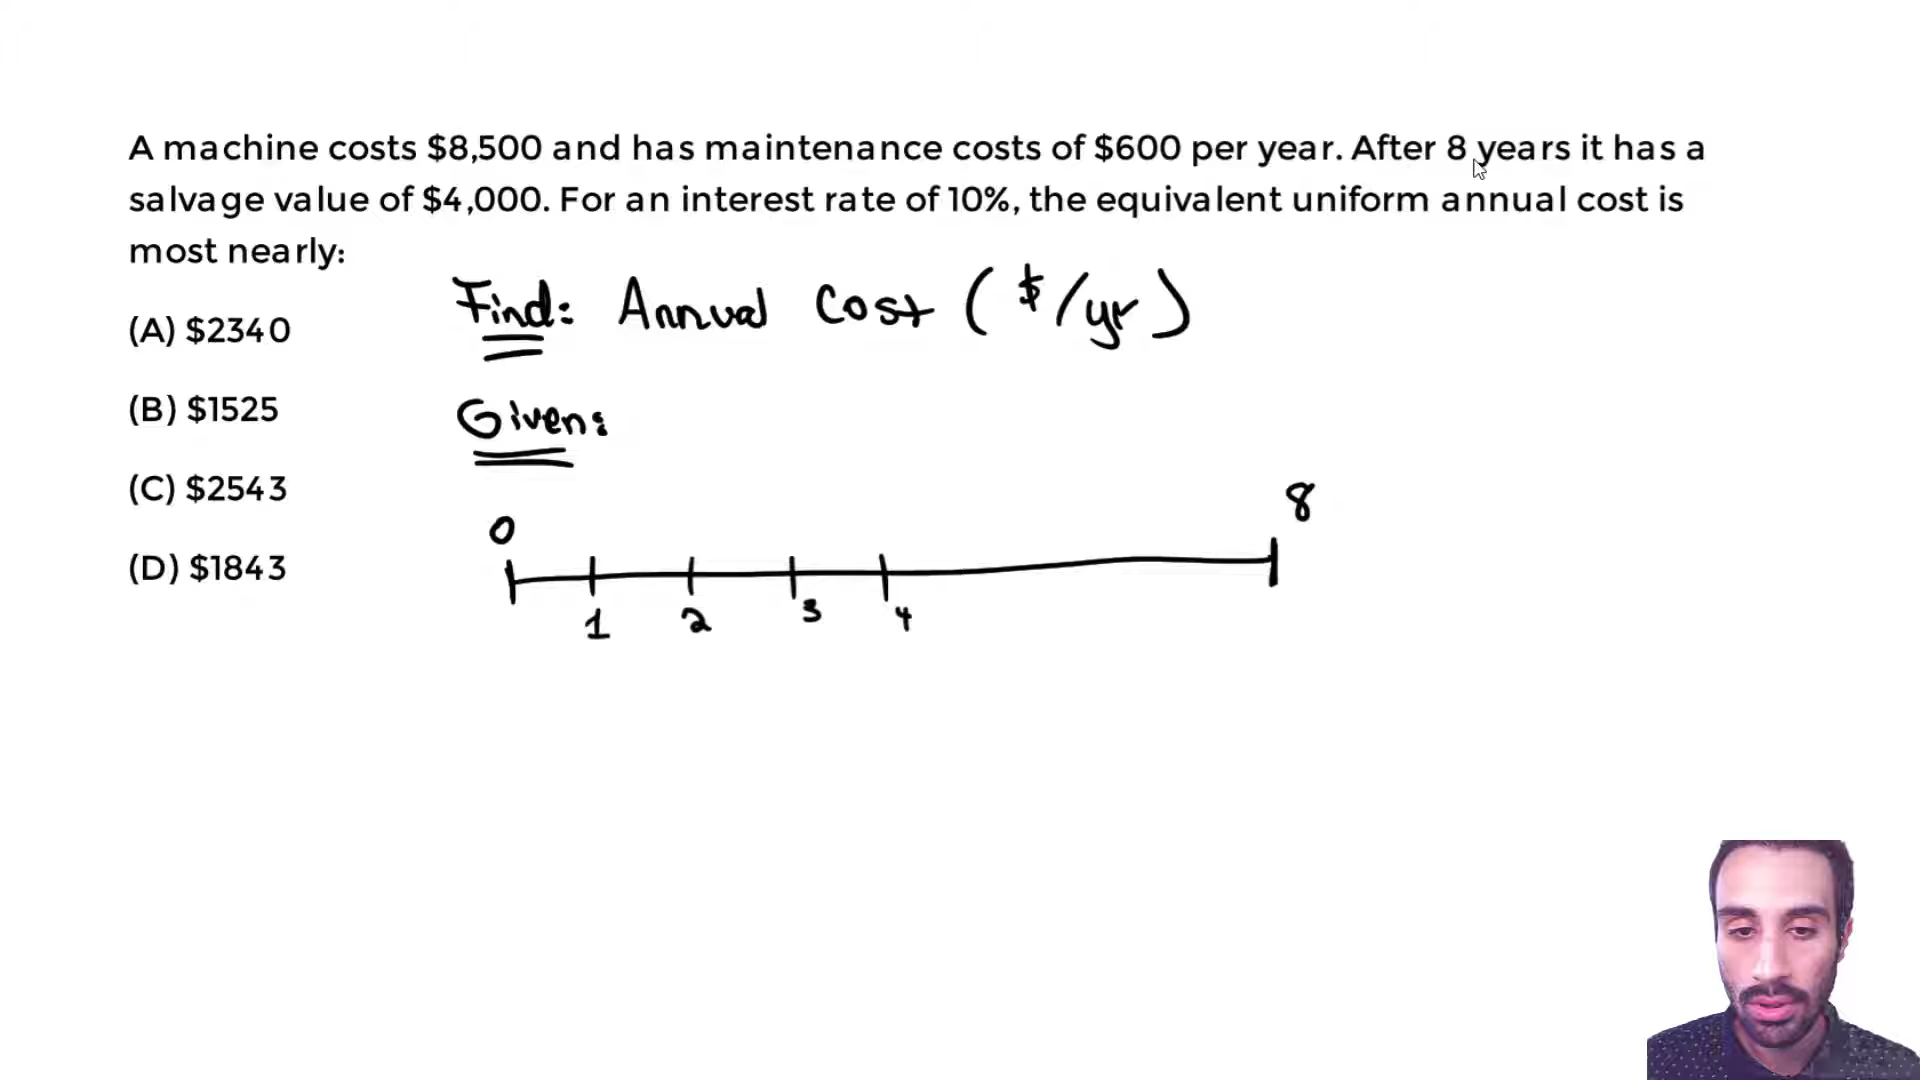 A machine costs $8,500 and has maintenance costs of $600 per year. After 8 years it has a
salvage value of $4,000. For an interest rate of 10%, the equivalent uniform annual cost is
most nearly:
Find: Annual Cost ($/yr)
(A) $2340
(B) $1525
Given:
(C) $2543
(D) $1843
0 8
1 2 3 4